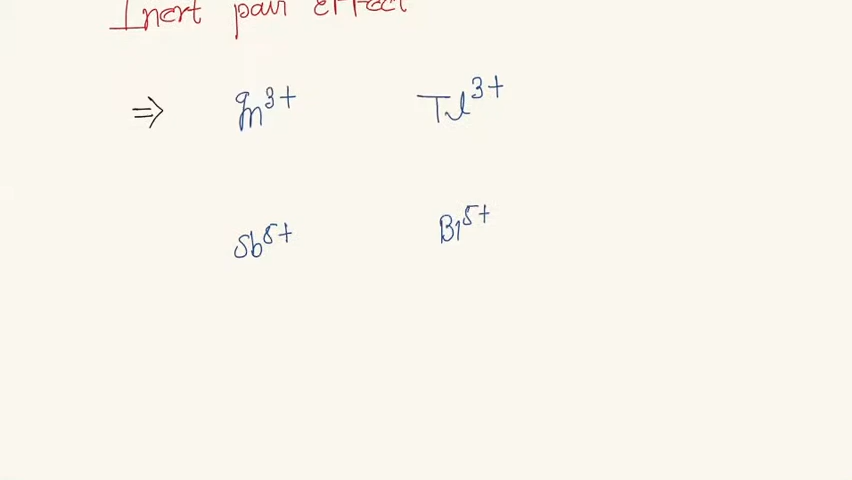 Inert pair effect
⇒ In³⁺ Tl³⁺
Sb⁵⁺ Bi⁵⁺